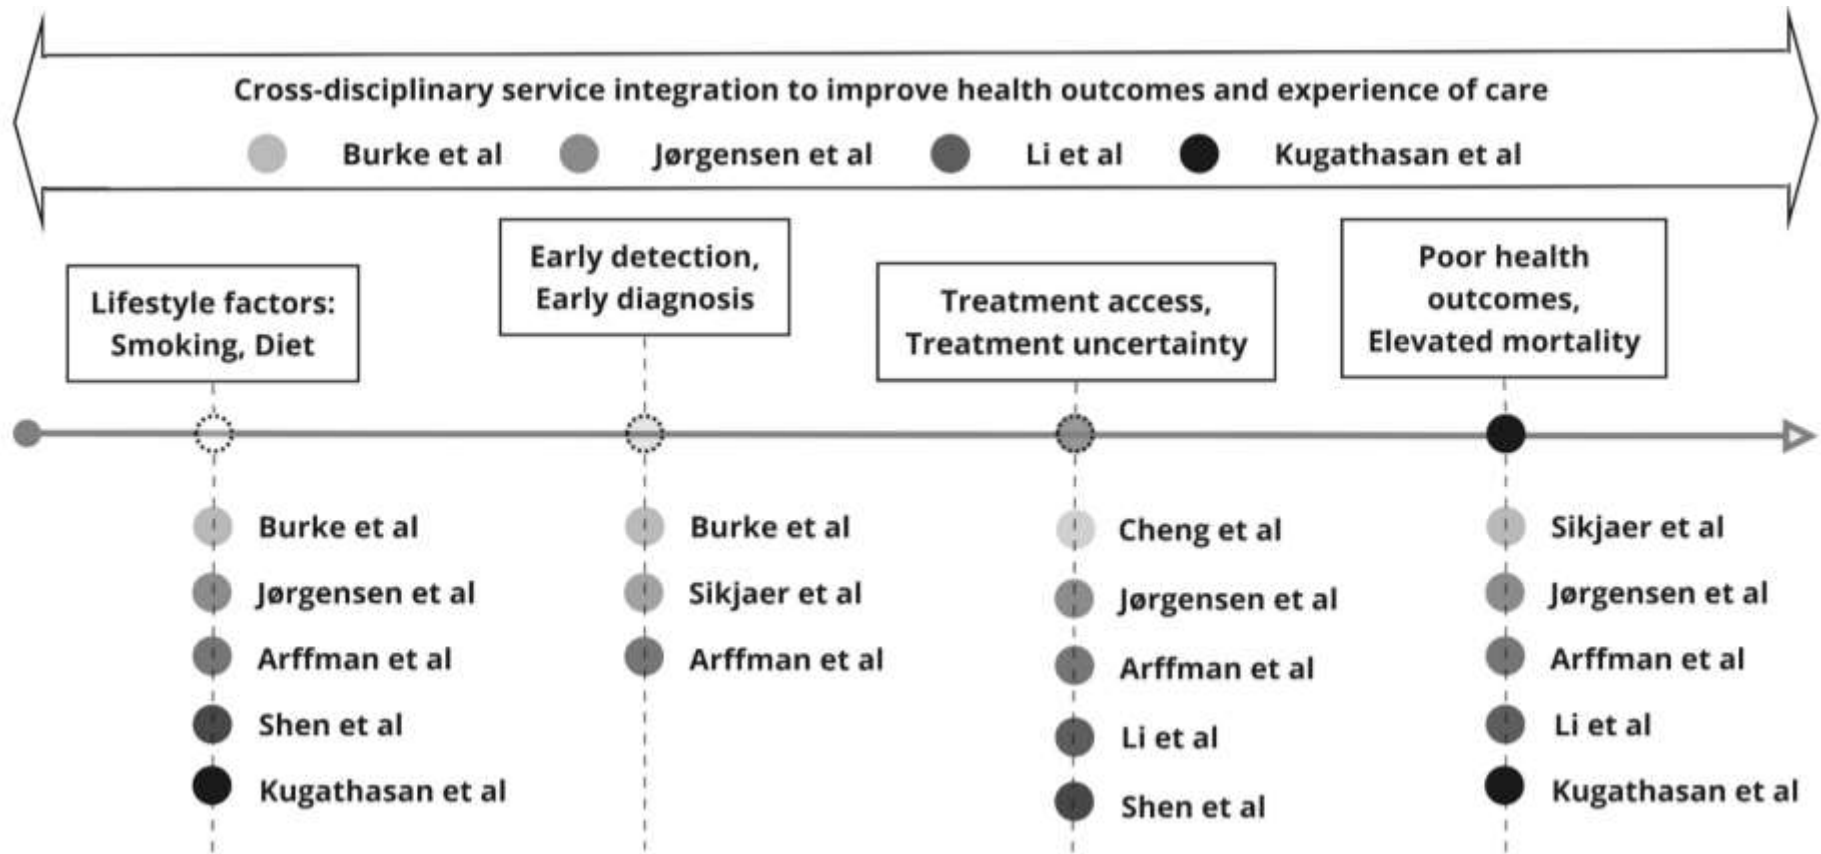 Cross-disciplinary service integration to improve health outcomes and experience of care
Burke et al Jørgensen et al Li et al Kugathasan et al
Lifestyle factors:
Smoking, Diet
Early detection,
Early diagnosis
Treatment access,
Treatment uncertainty
Poor health
outcomes,
Elevated mortality
Burke et al
Jørgensen et al
Arffman et al
Shen et al
Kugathasan et al
Burke et al
Sikjaer et al
Arffman et al
Cheng et al
Jørgensen et al
Arffman et al
Li et al
Shen et al
Sikjaer et al
Jørgensen et al
Arffman et al
Li et al
Kugathasan et al